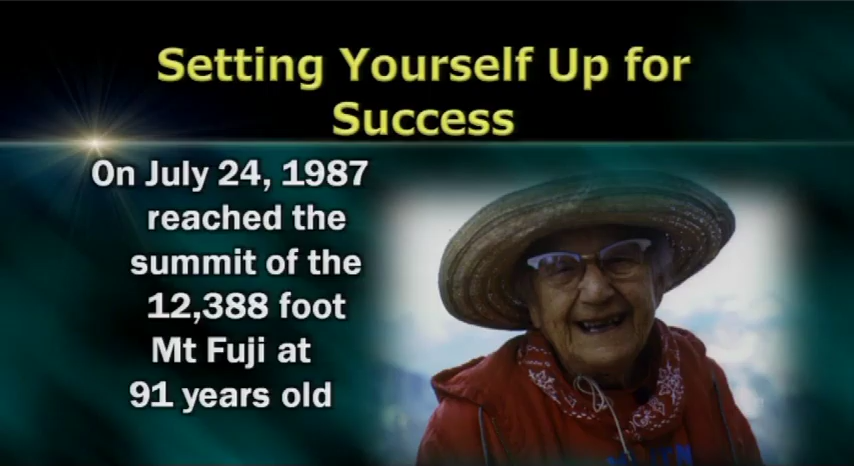 Setting Yourself Up for
Success
On July 24, 1987
reached the
summit of the
12,388 foot
Mt Fuji at
91 years old